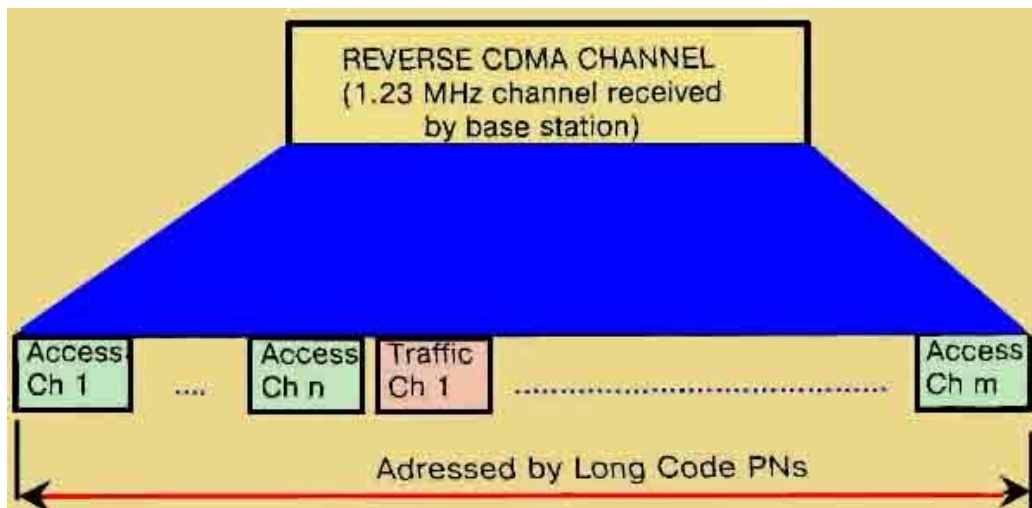 REVERSE CDMA CHANNEL
(1.23 MHz channel received
by base station)
Access
Ch 1
....
Access
Ch n
Traffic
Ch 1
Access
Ch m
Adressed by Long Code PNs